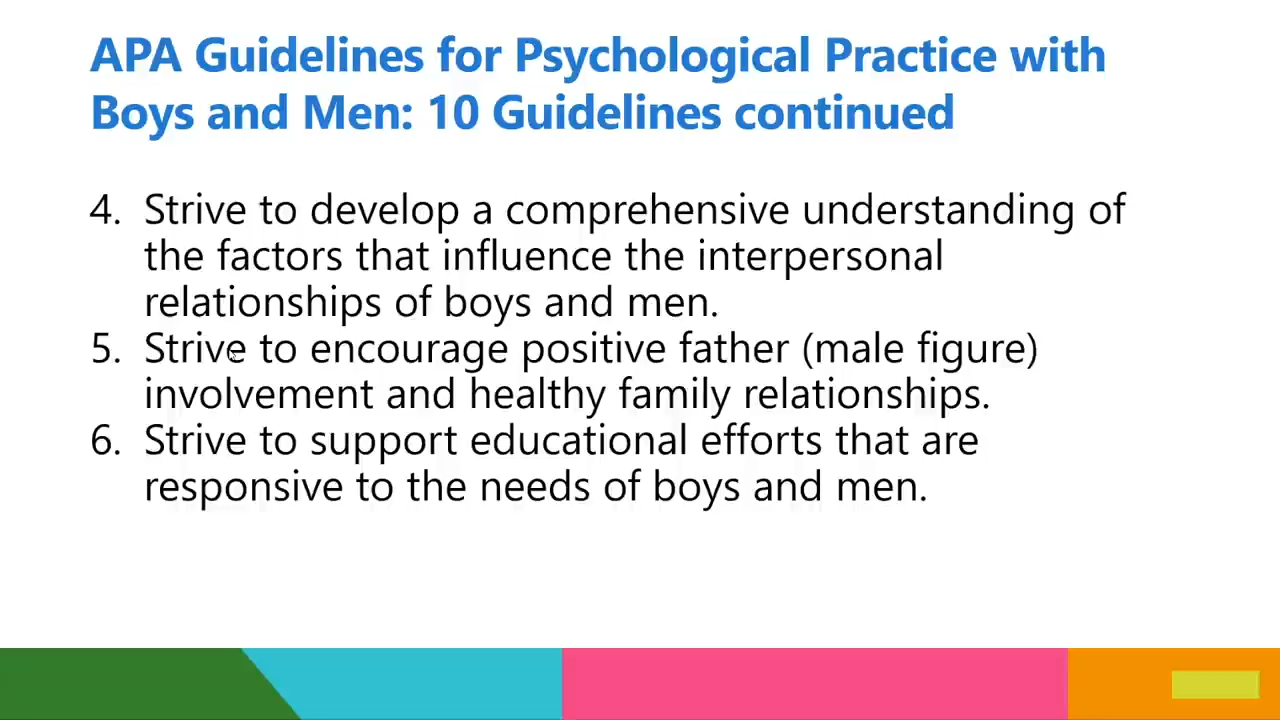 APA Guidelines for Psychological Practice with
Boys and Men: 10 Guidelines continued
4. Strive to develop a comprehensive understanding of
the factors that influence the interpersonal
relationships of boys and men.
5. Strive to encourage positive father (male figure)
involvement and healthy family relationships.
6. Strive to support educational efforts that are
responsive to the needs of boys and men.